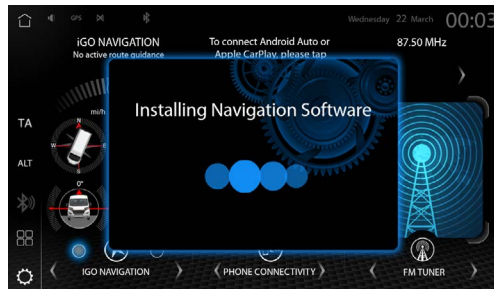 GPS
Wednesday 22 March 00:03
iGO NAVIGATION
No active route guidance
To connect Android Auto or
Apple CarPlay, please tap
87.50 MHz
mi/h
Installing Navigation Software
N
W
E
S
TA
ALT
0°
IGO NAVIGATION
PHONE CONNECTIVITY
FM TUNER